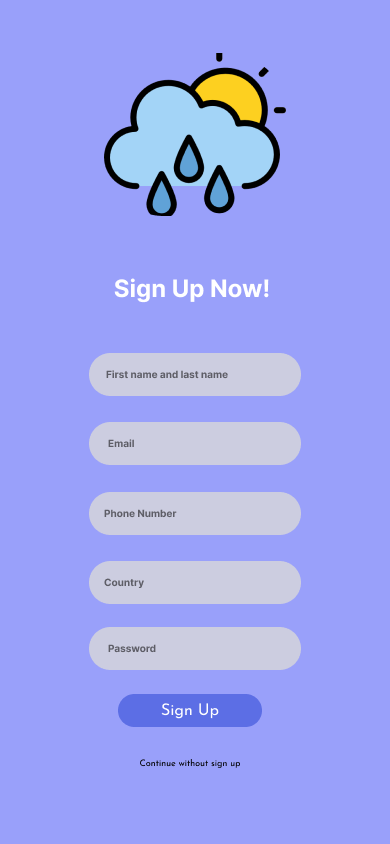 Sign Up Now!
First name and last name
Email
Phone Number
Country
Password
Sign Up
Continue without sign up